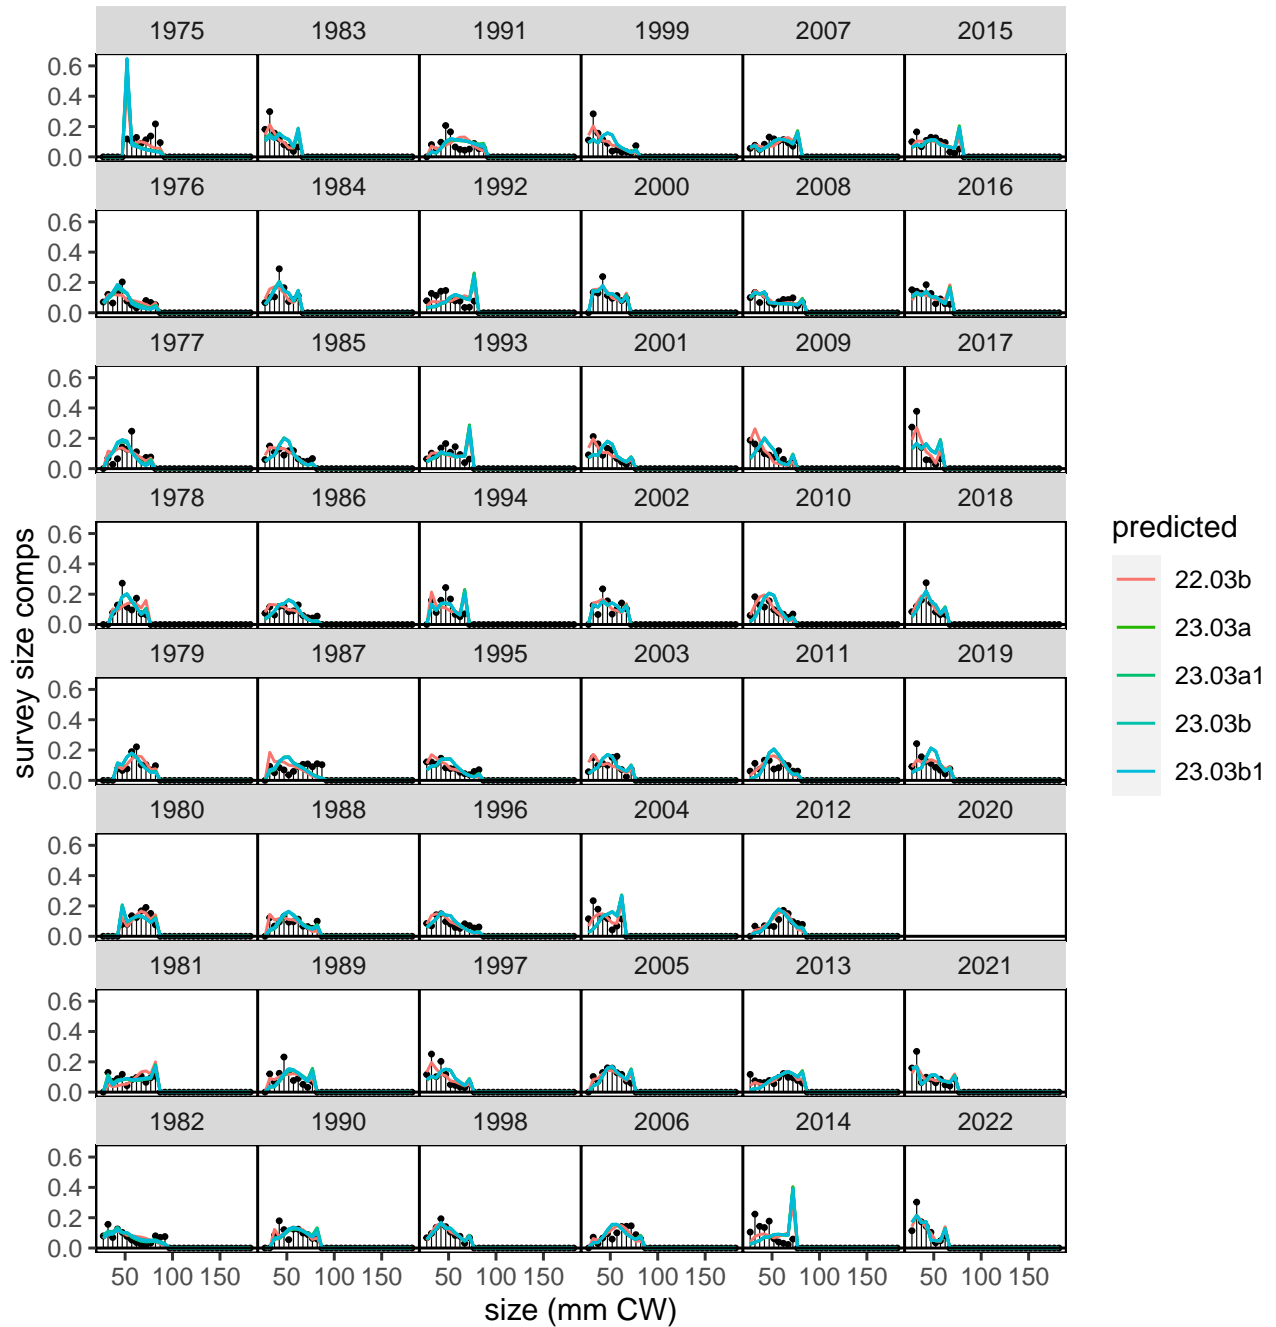 1975 1983 1991 1999 2007 2015
0.6
0.4
0.2
0.0
1976 1984 1992 2000 2008 2016
0.6
0.4
0.2
0.0
1977 1985 1993 2001 2009 2017
0.6
0.4
0.2
0.0
1978 1986 1994 2002 2010 2018
0.6
0.4
0.2
0.0
1979 1987 1995 2003 2011 2019
0.6
0.4
0.2
0.0
1980 1988 1996 2004 2012 2020
0.6
0.4
0.2
0.0
1981 1989 1997 2005 2013 2021
0.6
0.4
0.2
0.0
1982 1990 1998 2006 2014 2022
0.6
0.4
0.2
0.0
50 100 150 50 100 150 50 100 150 50 100 150 50 100 150 50 100 150
size (mm CW)
survey size comps
predicted
22.03b
23.03a
23.03a1
23.03b
23.03b1